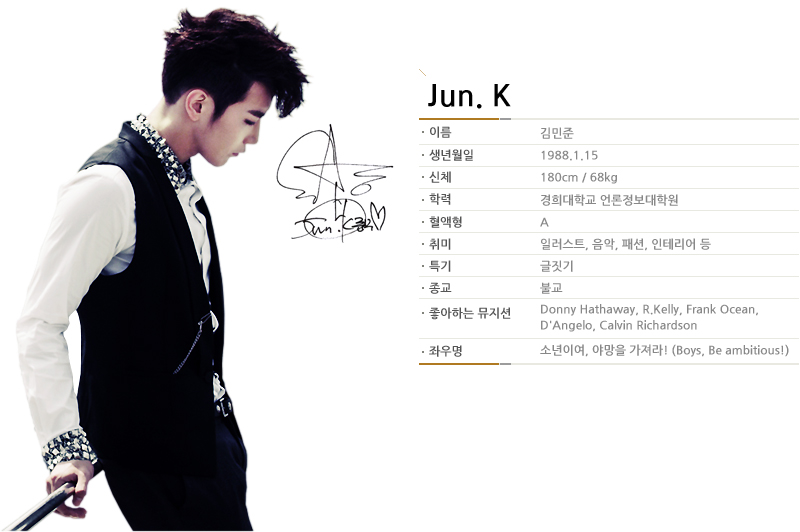 Jun. K
· 이름 김민준
· 생년월일 1988.1.15
· 신체 180cm / 68kg
· 학력 경희대학교 언론정보대학원
· 혈액형 A
· 취미 일러스트, 음악, 패션, 인테리어 등
· 특기 글짓기
· 종교 불교
· 좋아하는 뮤지션 Donny Hathaway, R.Kelly, Frank Ocean,
D'Angelo, Calvin Richardson
· 좌우명 소년이여, 야망을 가져라! (Boys, Be ambitious!)
Jun. K